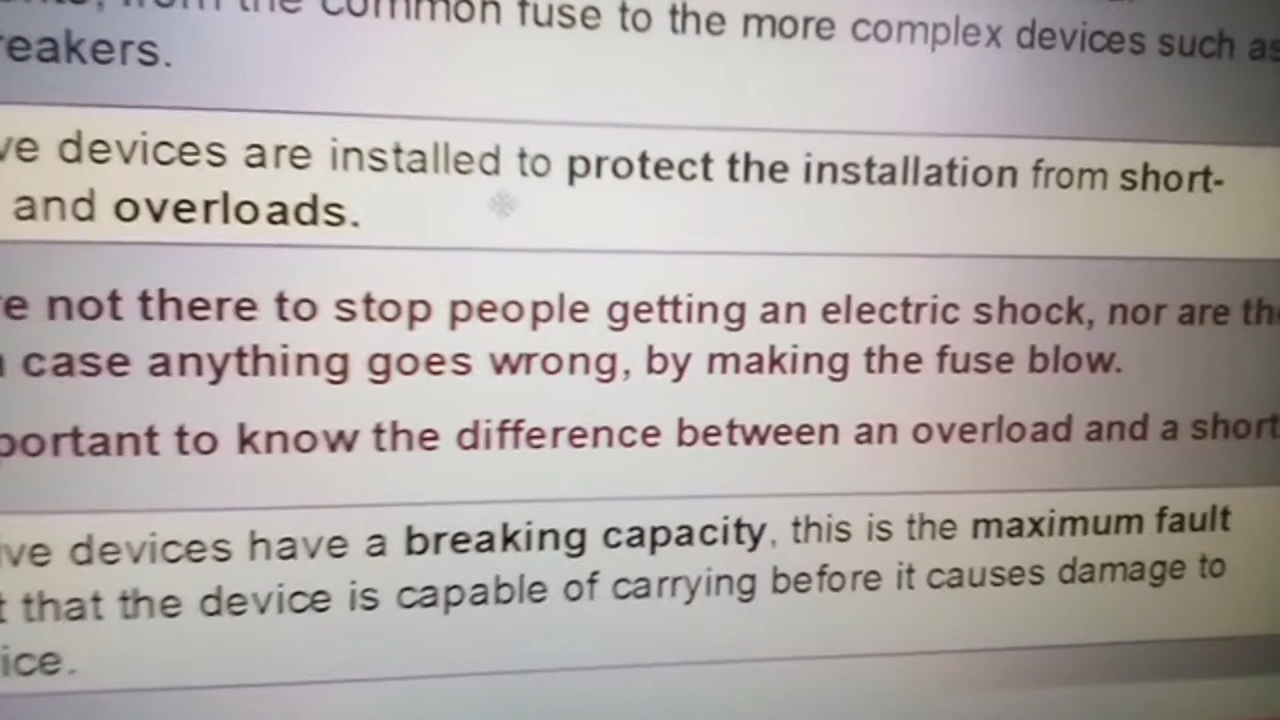 from the common fuse to the more complex devices such as
reakers.
ve devices are installed to protect the installation from short-
and overloads.
e not there to stop people getting an electric shock, nor are the
case anything goes wrong, by making the fuse blow.
portant to know the difference between an overload and a short
ive devices have a breaking capacity, this is the maximum fault
t that the device is capable of carrying before it causes damage to
ice.